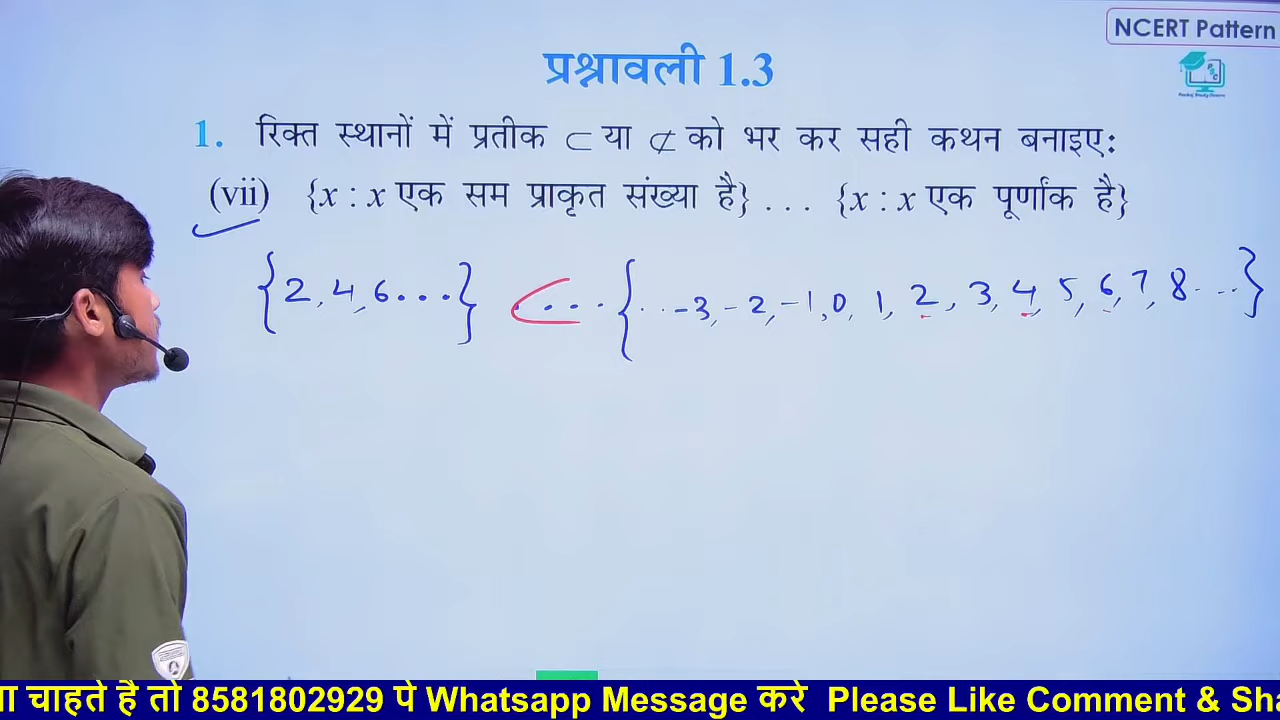 NCERT Pattern
प्रश्नावली 1.3
1. रिक्त स्थानों में प्रतीक ⊂ या ⊄ को भर कर सही कथन बनाइए:
(vii) {x : x एक सम प्राकृत संख्या है} . . . {x : x एक पूर्णांक है}
{2, 4, 6...} ⊂ ... {.. -3, -2, -1, 0, 1, 2, 3, 4, 5, 6, 7, 8 ....}
चाहते है तो 8581802929 पे Whatsapp Message करे Please Like Comment &